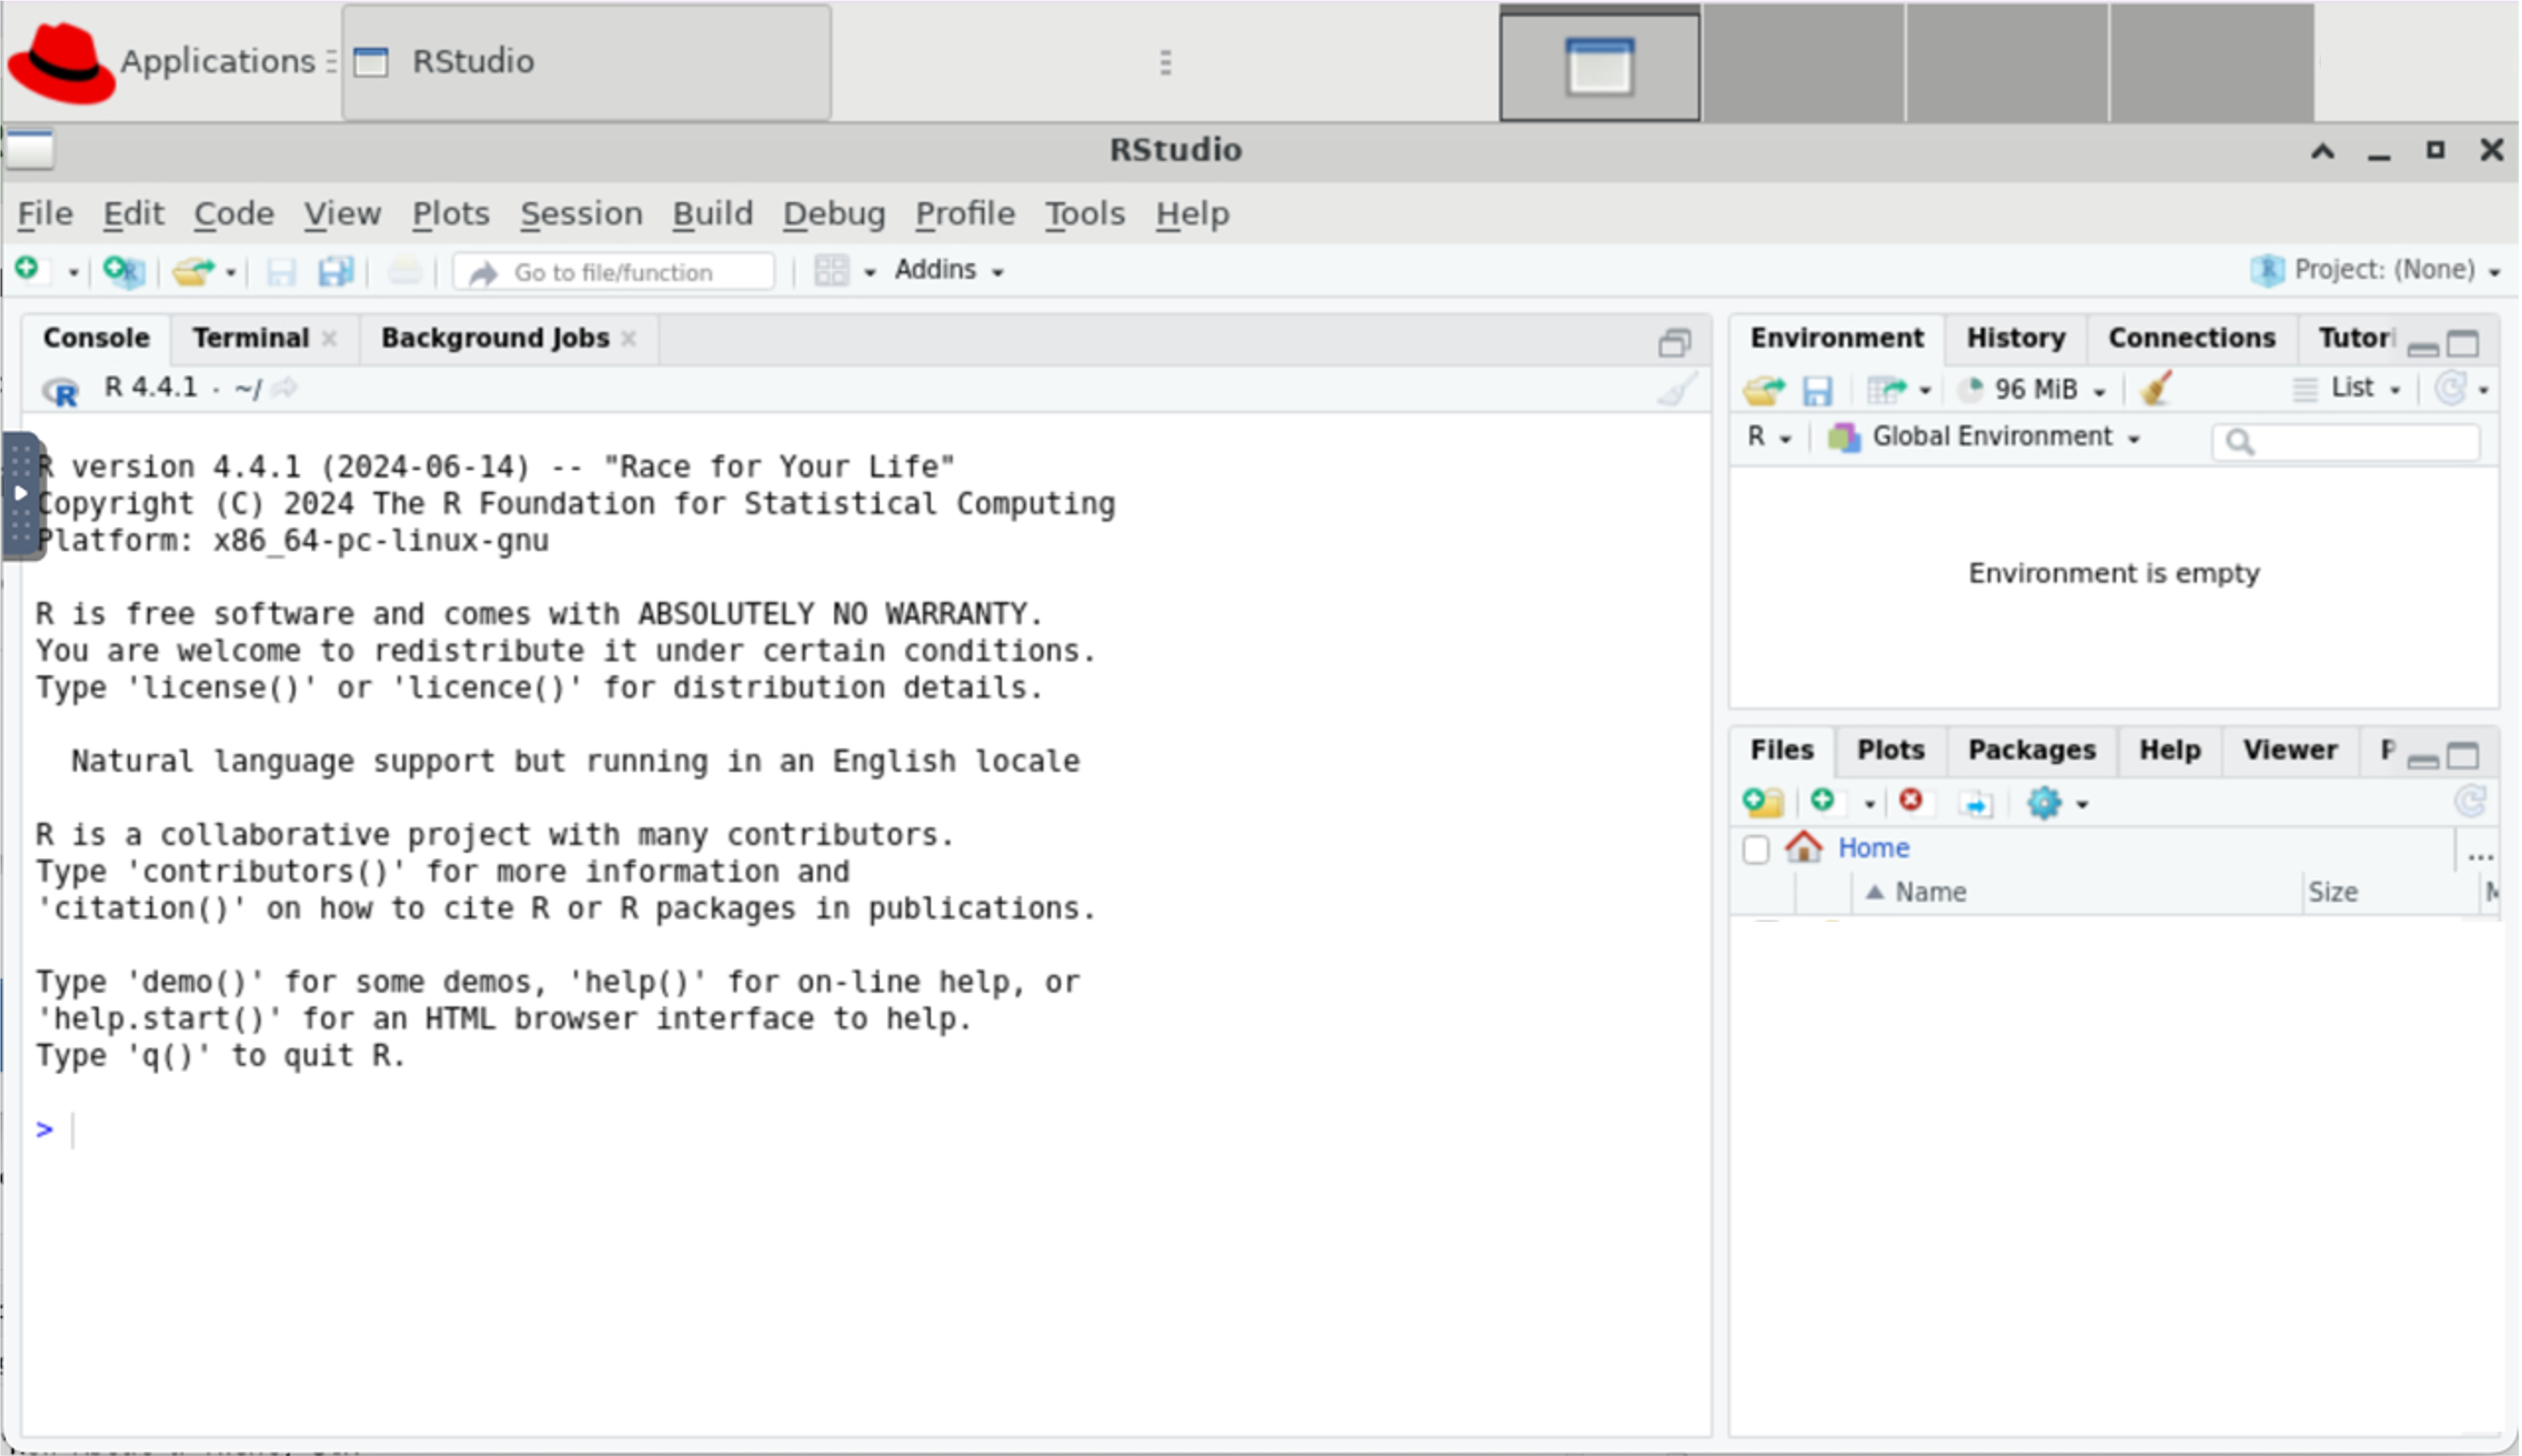 Applications
RStudio
RStudio
File Edit Code View Plots Session Build Debug Profile Tools Help
Go to file/function
Addins
Project: (None)
Console Terminal Background Jobs
R 4.4.1 · ~/
R version 4.4.1 (2024-06-14) -- "Race for Your Life"
Copyright (C) 2024 The R Foundation for Statistical Computing
Platform: x86_64-pc-linux-gnu
R is free software and comes with ABSOLUTELY NO WARRANTY.
You are welcome to redistribute it under certain conditions.
Type 'license()' or 'licence()' for distribution details.
Natural language support but running in an English locale
R is a collaborative project with many contributors.
Type 'contributors()' for more information and
'citation()' on how to cite R or R packages in publications.
Type 'demo()' for some demos, 'help()' for on-line help, or
'help.start()' for an HTML browser interface to help.
Type 'q()' to quit R.
>
Environment History Connections Tutori
96 MiB
List
R Global Environment
Environment is empty
Files Plots Packages Help Viewer P
Home
...
Name Size